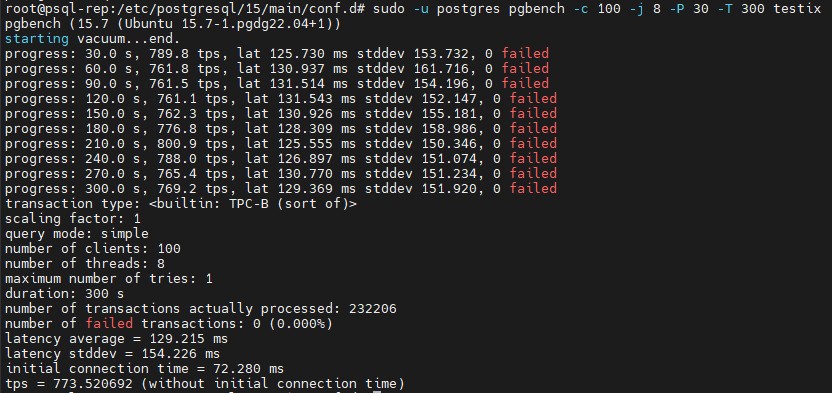 root@psql-rep:/etc/postgresql/15/main/conf.d# sudo -u postgres pgbench -c 100 -j 8 -P 30 -T 300 testix
pgbench (15.7 (Ubuntu 15.7-1.pgdg22.04+1))
starting vacuum...end.
progress: 30.0 s, 789.8 tps, lat 125.730 ms stddev 153.732, 0 failed
progress: 60.0 s, 761.8 tps, lat 130.937 ms stddev 161.716, 0 failed
progress: 90.0 s, 761.5 tps, lat 131.514 ms stddev 154.196, 0 failed
progress: 120.0 s, 761.1 tps, lat 131.543 ms stddev 152.147, 0 failed
progress: 150.0 s, 762.3 tps, lat 130.926 ms stddev 155.181, 0 failed
progress: 180.0 s, 776.8 tps, lat 128.309 ms stddev 158.986, 0 failed
progress: 210.0 s, 800.9 tps, lat 125.555 ms stddev 150.346, 0 failed
progress: 240.0 s, 788.0 tps, lat 126.897 ms stddev 151.074, 0 failed
progress: 270.0 s, 765.4 tps, lat 130.770 ms stddev 151.234, 0 failed
progress: 300.0 s, 769.2 tps, lat 129.369 ms stddev 151.920, 0 failed
transaction type: <builtin: TPC-B (sort of)>
scaling factor: 1
query mode: simple
number of clients: 100
number of threads: 8
maximum number of tries: 1
duration: 300 s
number of transactions actually processed: 232206
number of failed transactions: 0 (0.000%)
latency average = 129.215 ms
latency stddev = 154.226 ms
initial connection time = 72.280 ms
tps = 773.520692 (without initial connection time)